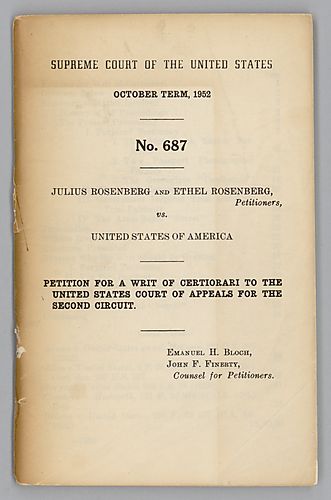 SUPREME COURT OF THE UNITED STATES
OCTOBER TERM, 1952
No. 687
JULIUS ROSENBERG AND ETHEL ROSENBERG,
Petitioners,
vs.
UNITED STATES OF AMERICA
PETITION FOR A WRIT OF CERTIORARI TO THE
UNITED STATES COURT OF APPEALS FOR THE
SECOND CIRCUIT.
EMANUEL H. BLOCH,
JOHN F. FINERTY,
Counsel for Petitioners.